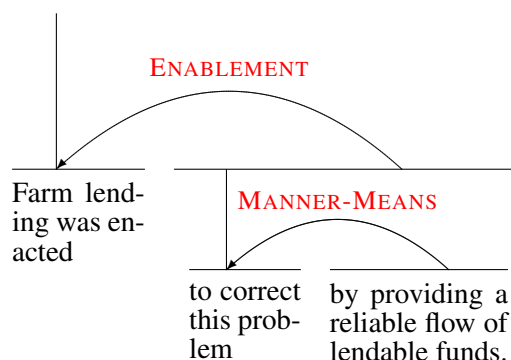 ENABLEMENT
Farm lend-
ing was en-
acted
MANNER-MEANS
to correct
this prob-
lem
by providing a
reliable flow of
lendable funds.